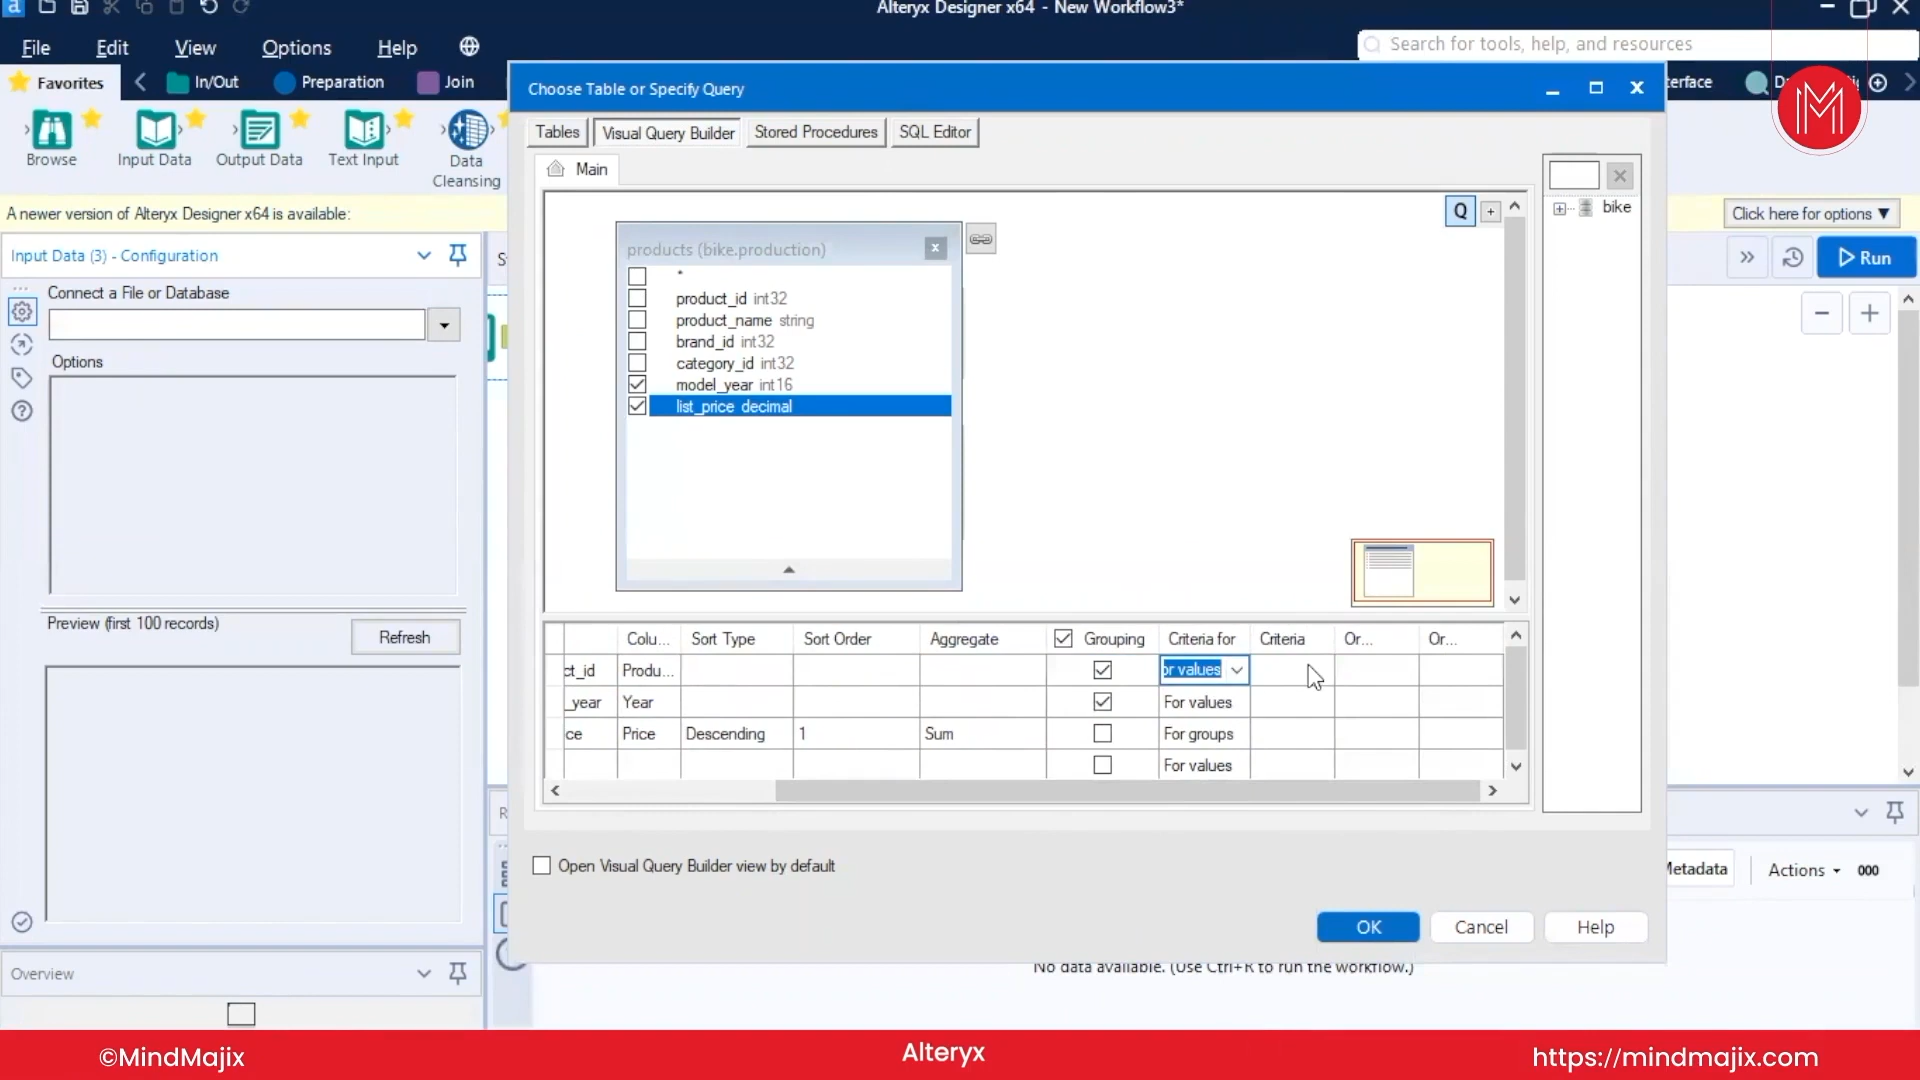 Alteryx Designer x64 - New Workflow3*
File Edit View Options Help
Search for tools, help, and resources
Favorites In/Out Preparation Join
terface
Browse Input Data Output Data Text Input Data Cleansing
A newer version of Alteryx Designer x64 is available:
Click here for options ▼
Input Data (3) - Configuration
Run
Connect a File or Database
Options
Preview (first 100 records)
Refresh
Overview
Choose Table or Specify Query
Tables Visual Query Builder Stored Procedures SQL Editor
Main
Q +
bike
products (bike.production)
*
product_id int32
product_name string
brand_id int32
category_id int32
model_year int16
list_price decimal
Colu... Sort Type Sort Order Aggregate Grouping Criteria for Criteria Or... Or...
ct_id Produ... or values
_year Year For values
ce Price Descending 1 Sum For groups
For values
Open Visual Query Builder view by default
OK Cancel Help
Metadata Actions 000
No data available. (Use Ctrl+R to run the workflow.)
©MindMajix
Alteryx
https://mindmajix.com